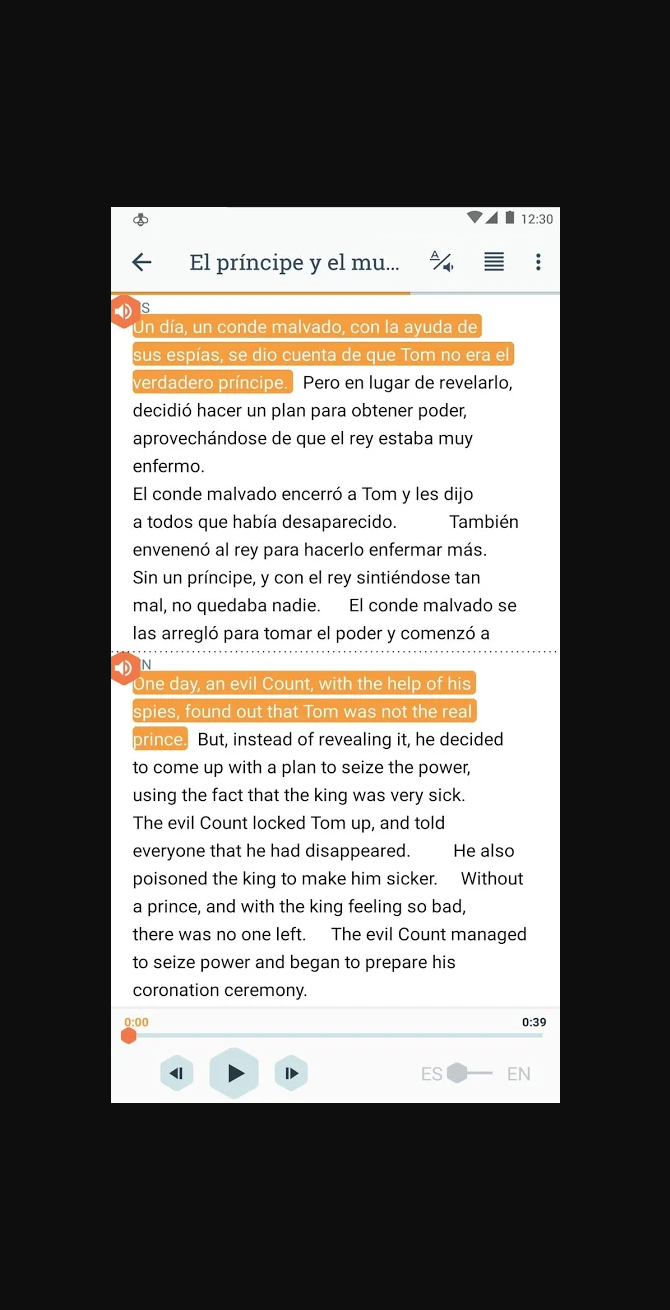 12:30
El príncipe y el mu...
S
Un día, un conde malvado, con la ayuda de
sus espías, se dio cuenta de que Tom no era el
verdadero príncipe. Pero en lugar de revelarlo,
decidió hacer un plan para obtener poder,
aprovechándose de que el rey estaba muy
enfermo.
El conde malvado encerró a Tom y les dijo
a todos que había desaparecido. También
envenenó al rey para hacerlo enfermar más.
Sin un príncipe, y con el rey sintiéndose tan
mal, no quedaba nadie. El conde malvado se
las arregló para tomar el poder y comenzó a
N
One day, an evil Count, with the help of his
spies, found out that Tom was not the real
prince. But, instead of revealing it, he decided
to come up with a plan to seize the power,
using the fact that the king was very sick.
The evil Count locked Tom up, and told
everyone that he had disappeared. He also
poisoned the king to make him sicker. Without
a prince, and with the king feeling so bad,
there was no one left. The evil Count managed
to seize power and began to prepare his
coronation ceremony.
0:00 0:39
ES EN